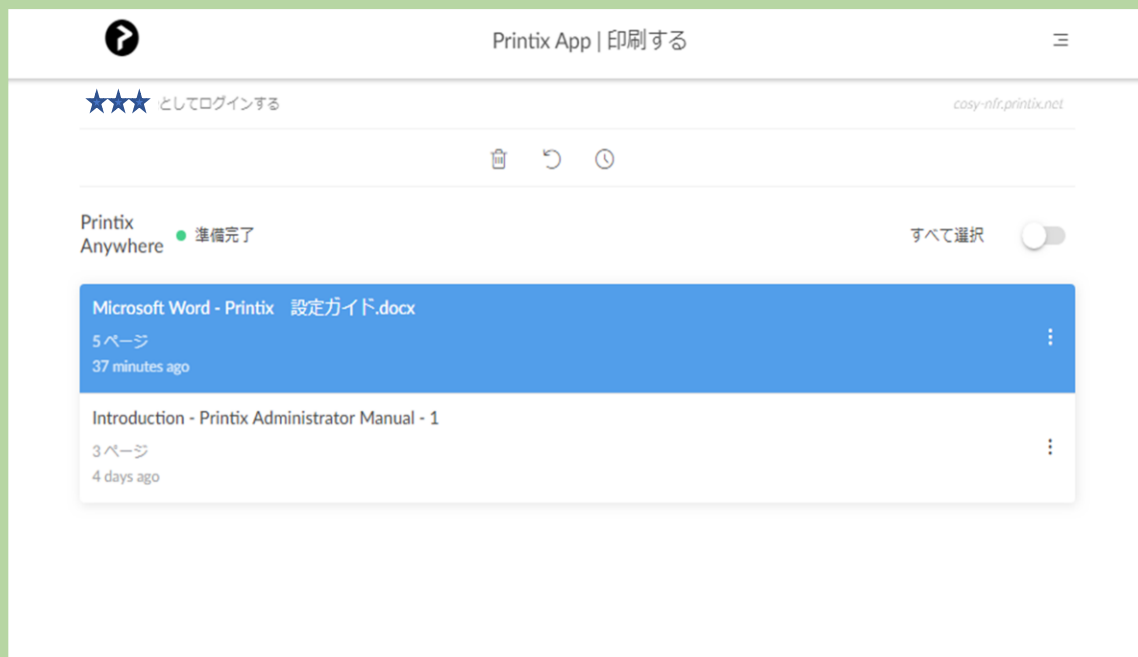 Printix App | 印刷する
としてログインする
cosy-nfr.printix.net
Printix
Anywhere
準備完了
すべて選択
Microsoft Word - Printix　設定ガイド.docx
5 ページ
37 minutes ago
Introduction - Printix Administrator Manual - 1
3 ページ
4 days ago